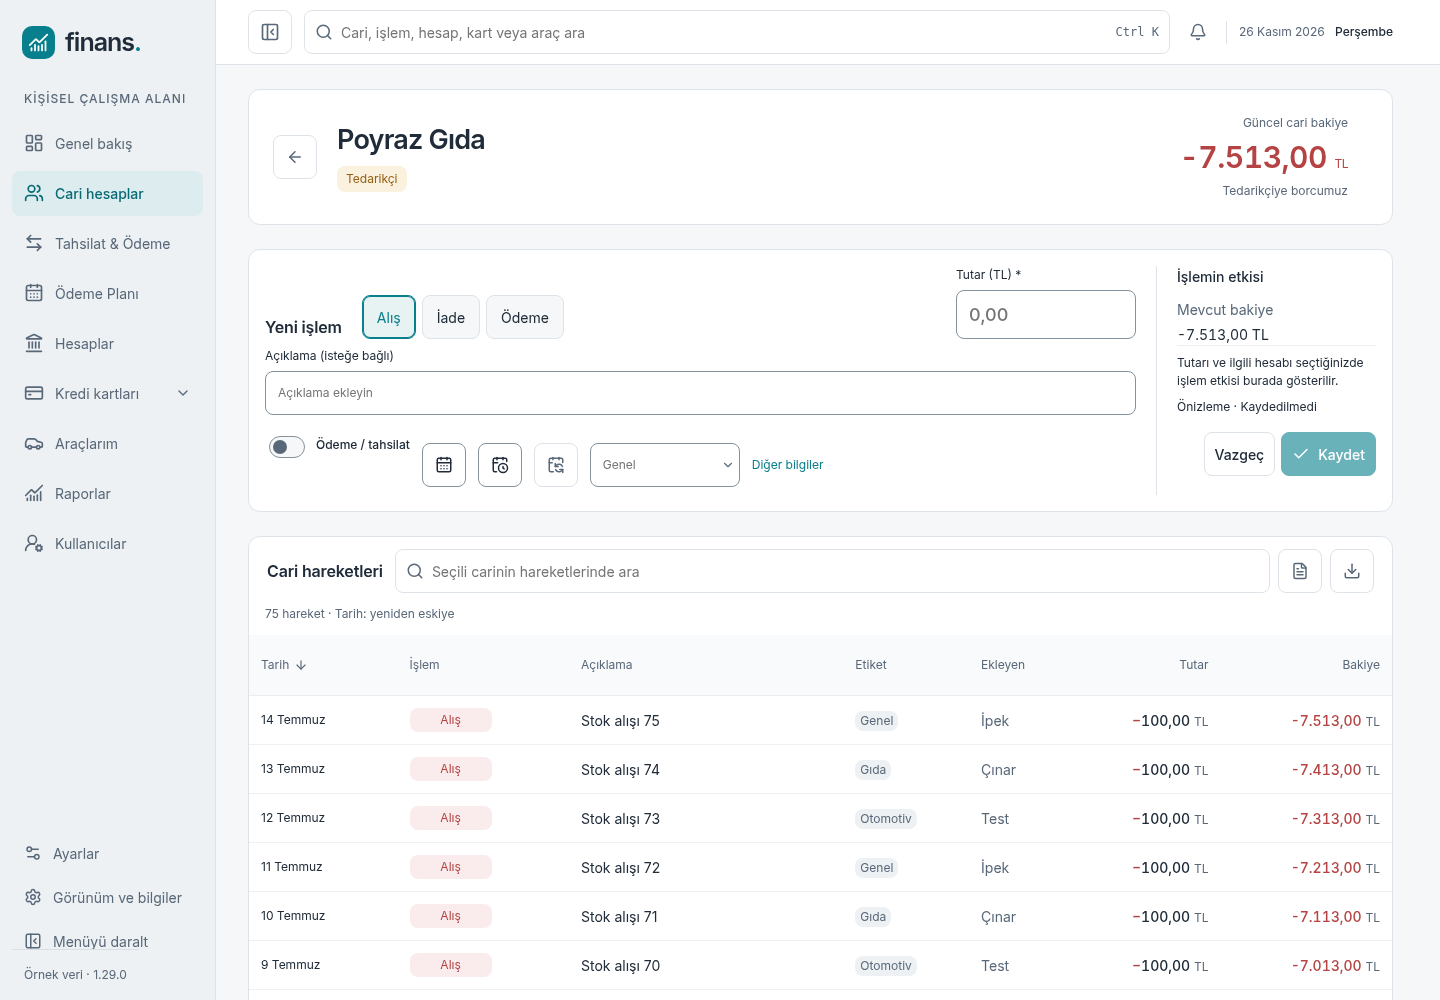 finans.
KİŞİSEL ÇALIŞMA ALANI
Genel bakış
Cari hesaplar
Tahsilat & Ödeme
Ödeme Planı
Hesaplar
Kredi kartları
Araçlarım
Raporlar
Kullanıcılar
Ayarlar
Görünüm ve bilgiler
Menüyü daralt
Örnek veri · 1.29.0
Cari, işlem, hesap, kart veya araç ara
Ctrl K
26 Kasım 2026 Perşembe
Poyraz Gıda
Tedarikçi
Güncel cari bakiye
-7.513,00 TL
Tedarikçiye borcumuz
Yeni işlem
Alış
İade
Ödeme
Tutar (TL) *
0,00
Açıklama (isteğe bağlı)
Açıklama ekleyin
Ödeme / tahsilat
Genel
Diğer bilgiler
İşlemin etkisi
Mevcut bakiye
-7.513,00 TL
Tutarı ve ilgili hesabı seçtiğinizde
işlem etkisi burada gösterilir.
Önizleme · Kaydedilmedi
Vazgeç
Kaydet
Cari hareketleri
Seçili carinin hareketlerinde ara
75 hareket · Tarih: yeniden eskiye
Tarih İşlem Açıklama Etiket Ekleyen Tutar Bakiye
14 Temmuz Alış Stok alışı 75 Genel İpek −100,00 TL -7.513,00 TL
13 Temmuz Alış Stok alışı 74 Gıda Çınar −100,00 TL -7.413,00 TL
12 Temmuz Alış Stok alışı 73 Otomotiv Test −100,00 TL -7.313,00 TL
11 Temmuz Alış Stok alışı 72 Genel İpek −100,00 TL -7.213,00 TL
10 Temmuz Alış Stok alışı 71 Gıda Çınar −100,00 TL -7.113,00 TL
9 Temmuz Alış Stok alışı 70 Otomotiv Test −100,00 TL -7.013,00 TL